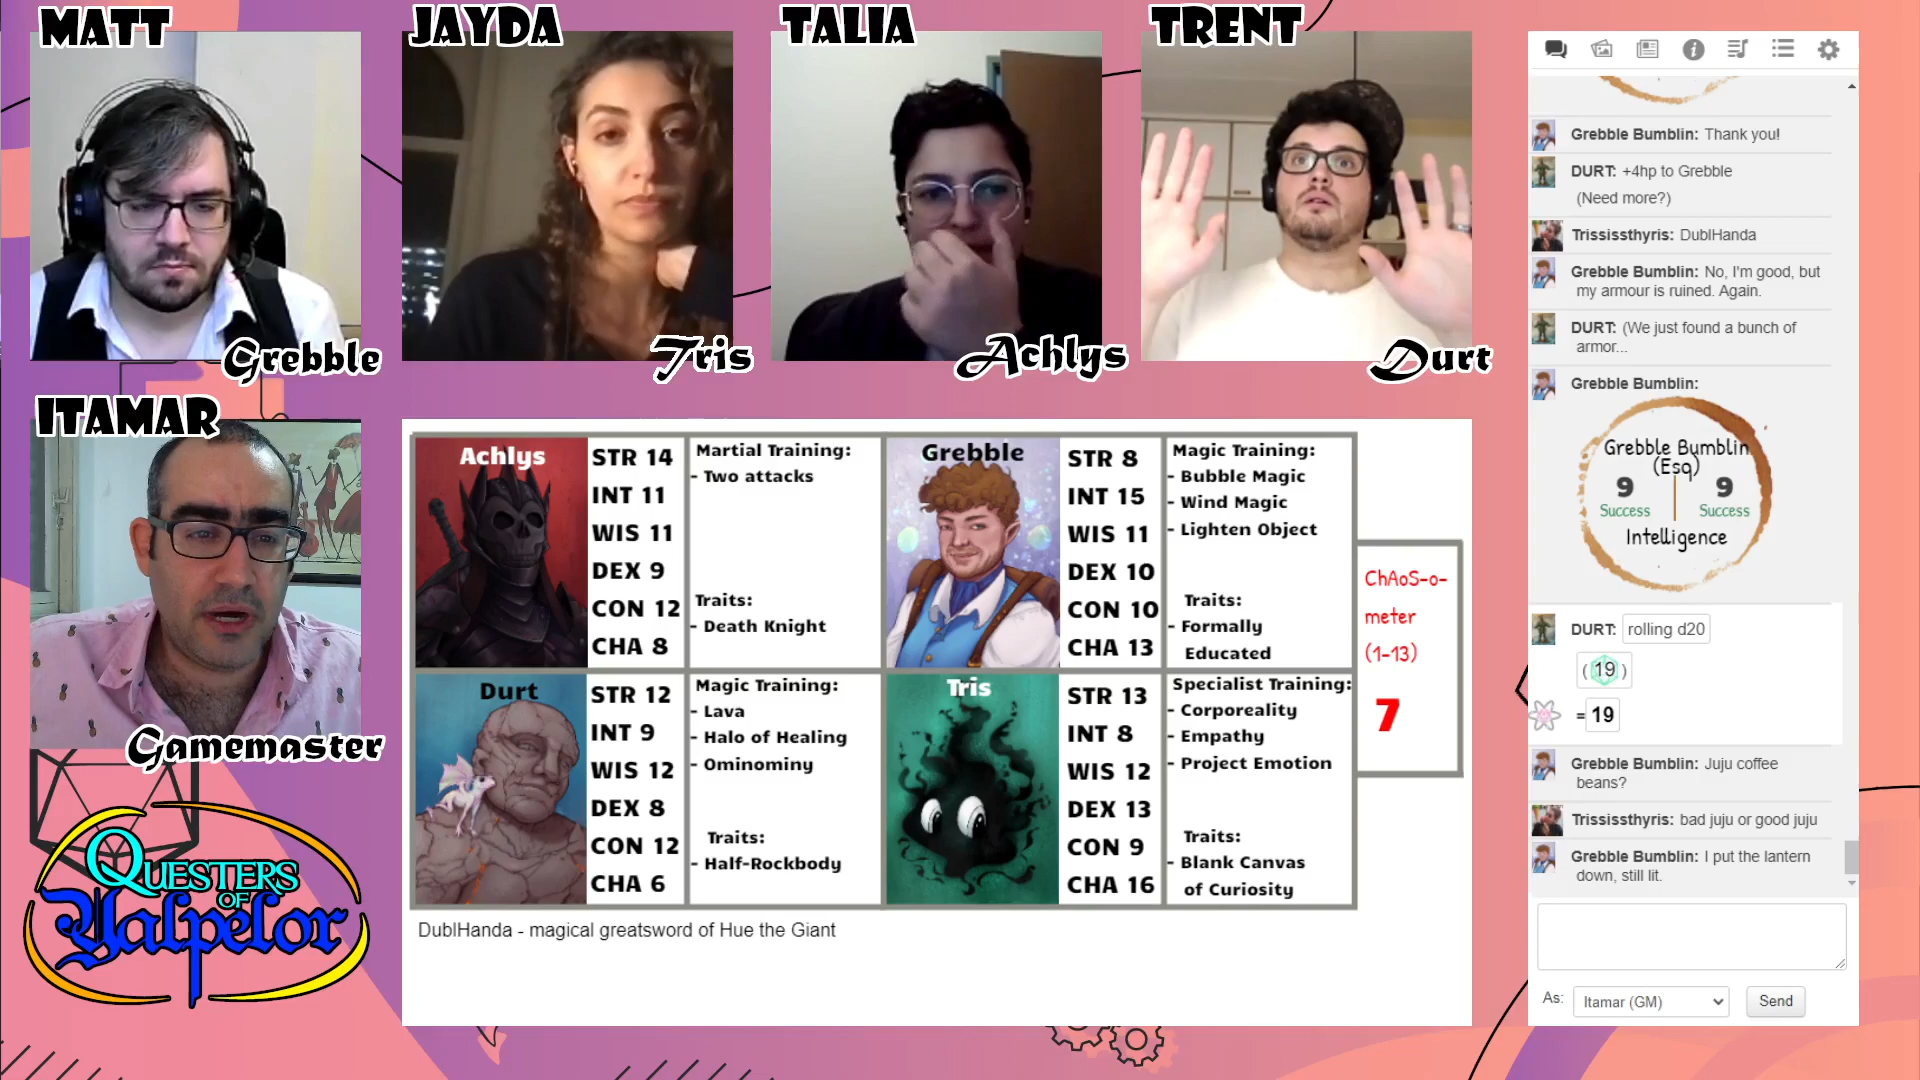 MATT
JAYDA
TALIA
TRENT
Grebble
Tris
Achlys
Durt
ITAMAR
Gamemaster
QUESTERS
OF
Yalpelor
Achlys
STR 14
INT 11
WIS 11
DEX 9
CON 12
CHA 8
Martial Training:
- Two attacks
Traits:
- Death Knight
Grebble
STR 8
INT 15
WIS 11
DEX 10
CON 10
CHA 13
Magic Training:
- Bubble Magic
- Wind Magic
- Lighten Object
Traits:
- Formally
Educated
Durt
STR 12
INT 9
WIS 12
DEX 8
CON 12
CHA 6
Magic Training:
- Lava
- Halo of Healing
- Ominominy
Traits:
- Half-Rockbody
Tris
STR 13
INT 8
WIS 12
DEX 13
CON 9
CHA 16
Specialist Training:
- Corporeality
- Empathy
- Project Emotion
Traits:
- Blank Canvas
of Curiosity
ChAoS-o-
meter
(1-13)
7
DublHanda - magical greatsword of Hue the Giant
Grebble Bumblin: Thank you!
DURT: +4hp to Grebble
(Need more?)
Trississthyris: DublHanda
Grebble Bumblin: No, I'm good, but
my armour is ruined. Again.
DURT: (We just found a bunch of
armor...
Grebble Bumblin:
Grebble Bumblin
(Esq)
9 | 9
Success Success
Intelligence
DURT: rolling d20
(19)
=19
Grebble Bumblin: Juju coffee
beans?
Trississthyris: bad juju or good juju
Grebble Bumblin: I put the lantern
down, still lit.
As: Itamar (GM) Send